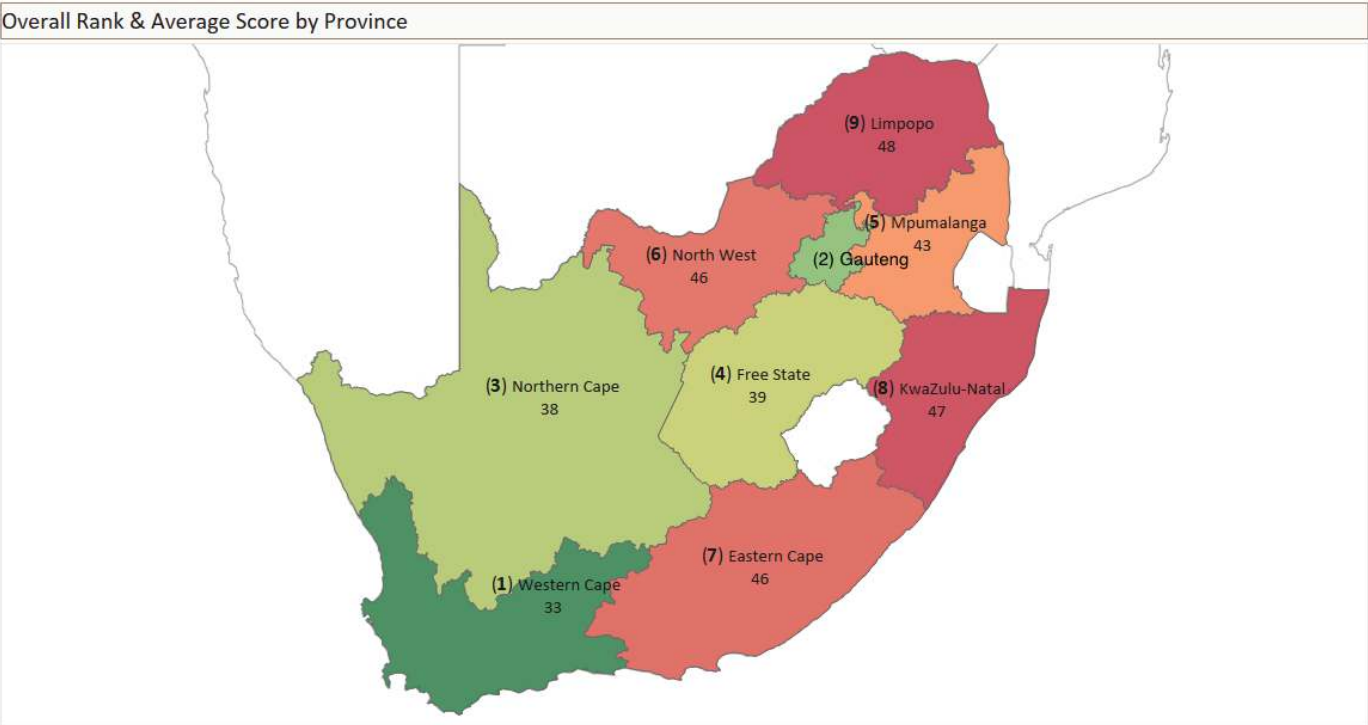 Overall Rank & Average Score by Province
(9) Limpopo
48
(5) Mpumalanga
43
(6) North West
46
(2) Gauteng
(4) Free State
39
(3) Northern Cape
38
(8) KwaZulu-Natal
47
(7) Eastern Cape
46
(1) Western Cape
33